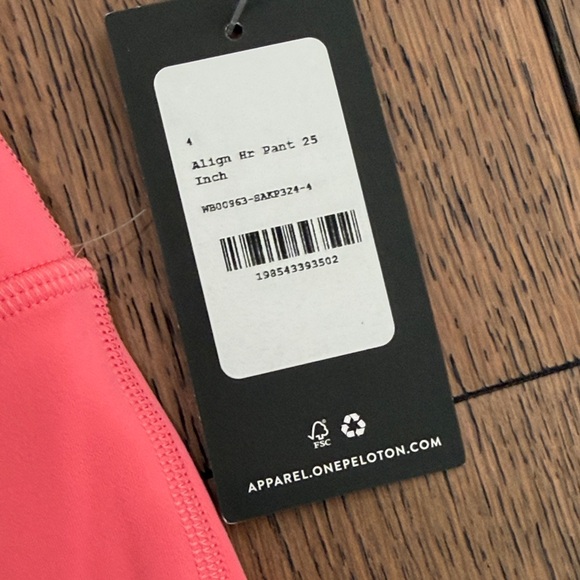 4
Align Hr Pant 25
Inch
WB00963-SAKP324-4
198543393502
FSC
APPAREL.ONEPELOTON.COM